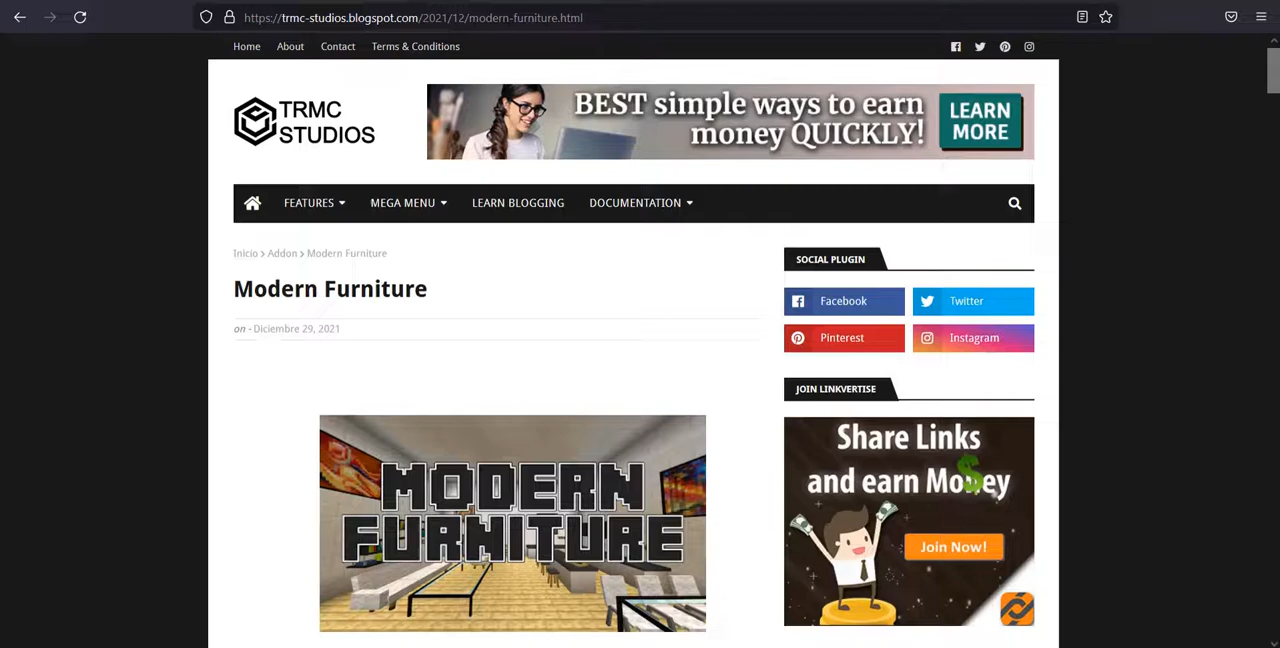 https://trmc-studios.blogspot.com/2021/12/modern-furniture.html
Home About Contact Terms & Conditions
TRMC
STUDIOS
BEST simple ways to earn
money QUICKLY!
LEARN
MORE
FEATURES MEGA MENU LEARN BLOGGING DOCUMENTATION
Inicio > Addon > Modern Furniture
Modern Furniture
on - Diciembre 29, 2021
MODERN
FURNITURE
SOCIAL PLUGIN
Facebook Twitter
Pinterest Instagram
JOIN LINKVERTISE
Share Links
and earn Money
Join Now!